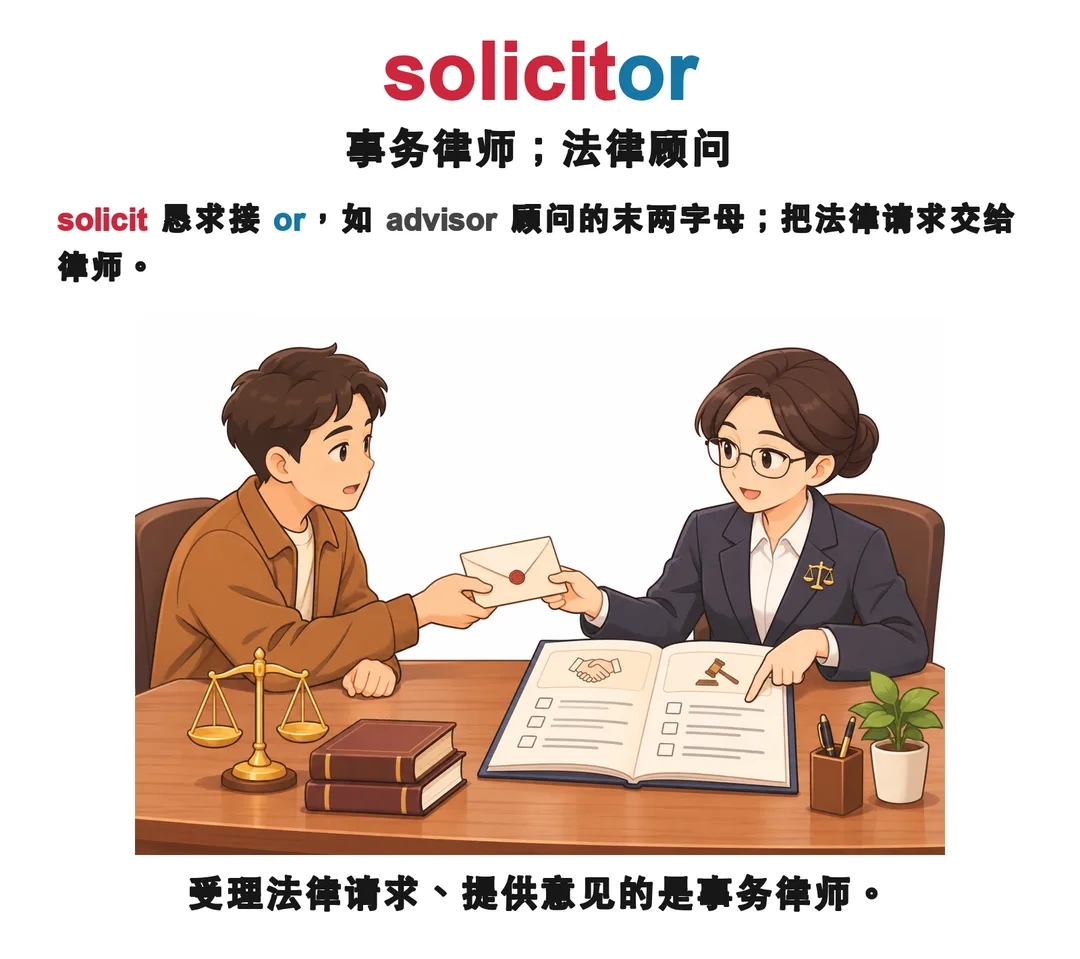 solicitor
事务律师；法律顾问
solicit 恳求接 or，如 advisor 顾问的末两字母；把法律请求交给
律师。
受理法律请求、提供意见的是事务律师。